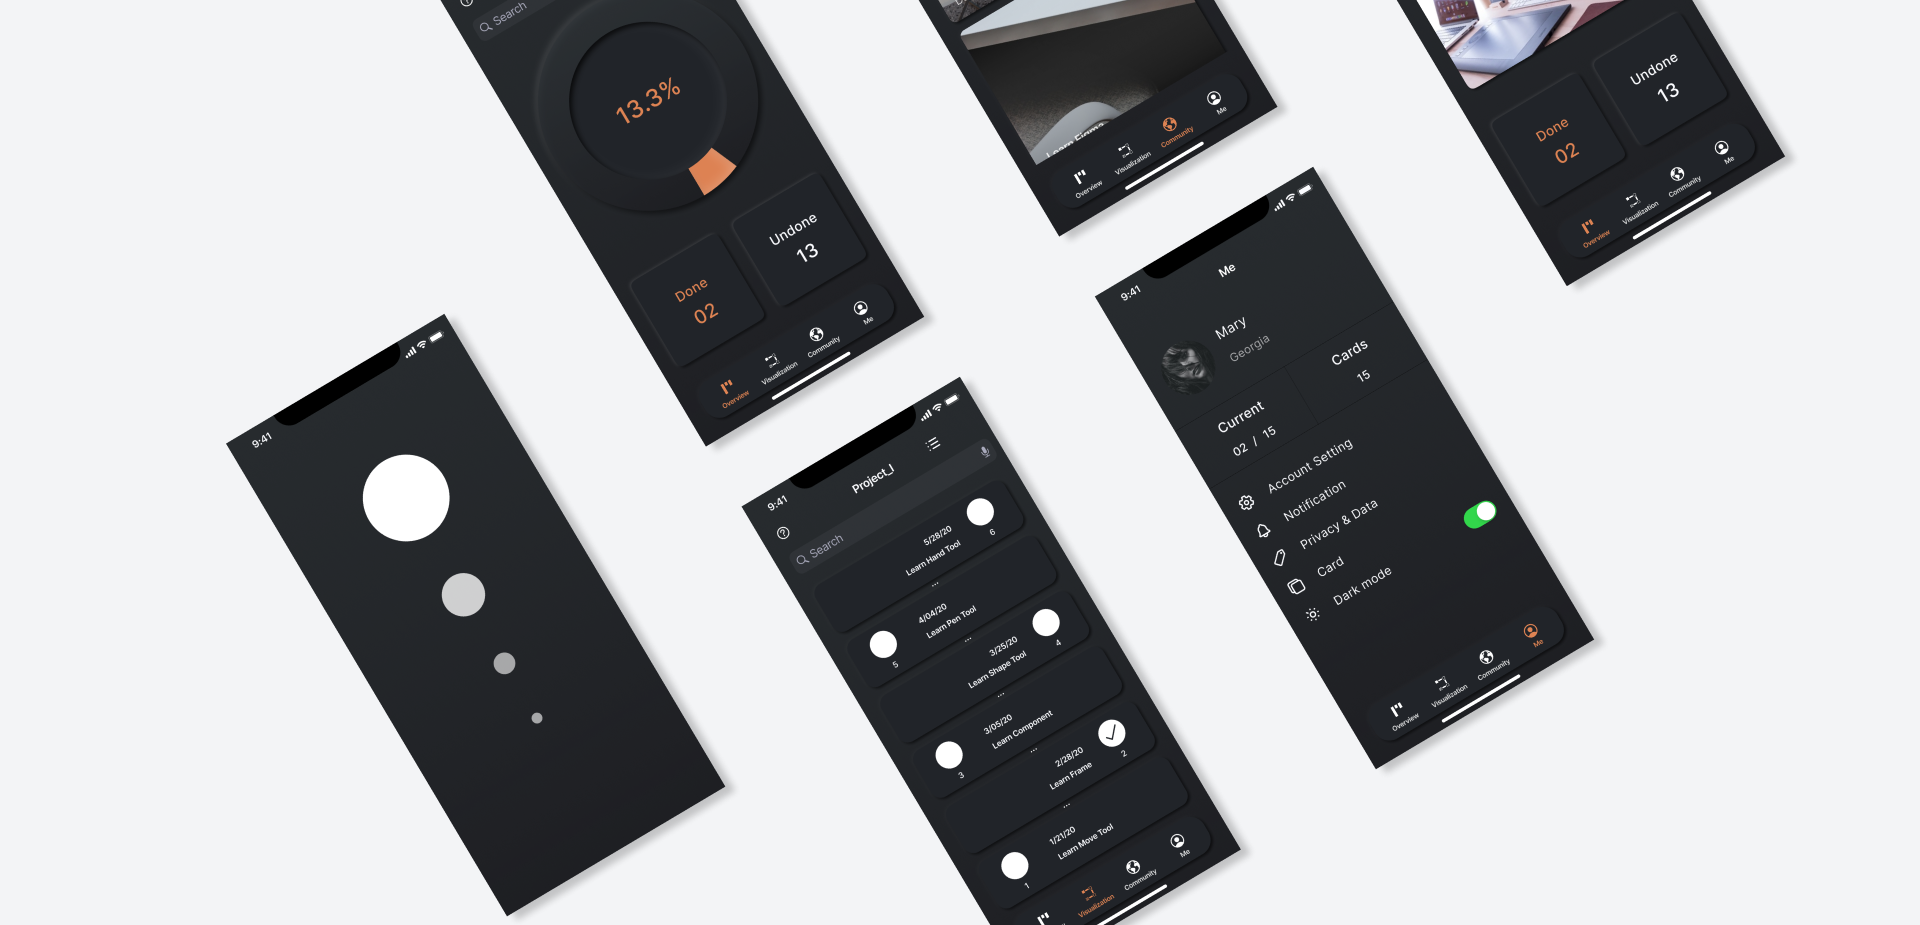 Search
13.3%
Done
02
Undone
13
Overview
Visualization
Community
Me
Learn Figma
Overview
Visualization
Community
Me
Done
02
Undone
13
Overview
Visualization
Community
Me
9:41
9:41
Project_I
Search
5/28/20
Learn Hand Tool
6
...
4/04/20
Learn Pen Tool
5
...
3/25/20
Learn Shape Tool
4
...
3/05/20
Learn Component
3
...
2/28/20
Learn Frame
2
...
1/21/20
Learn Move Tool
1
Visualization
Community
Me
9:41
Me
Mary
Georgia
Current
02 / 15
Cards
15
Account Setting
Notification
Privacy & Data
Card
Dark mode
Overview
Visualization
Community
Me